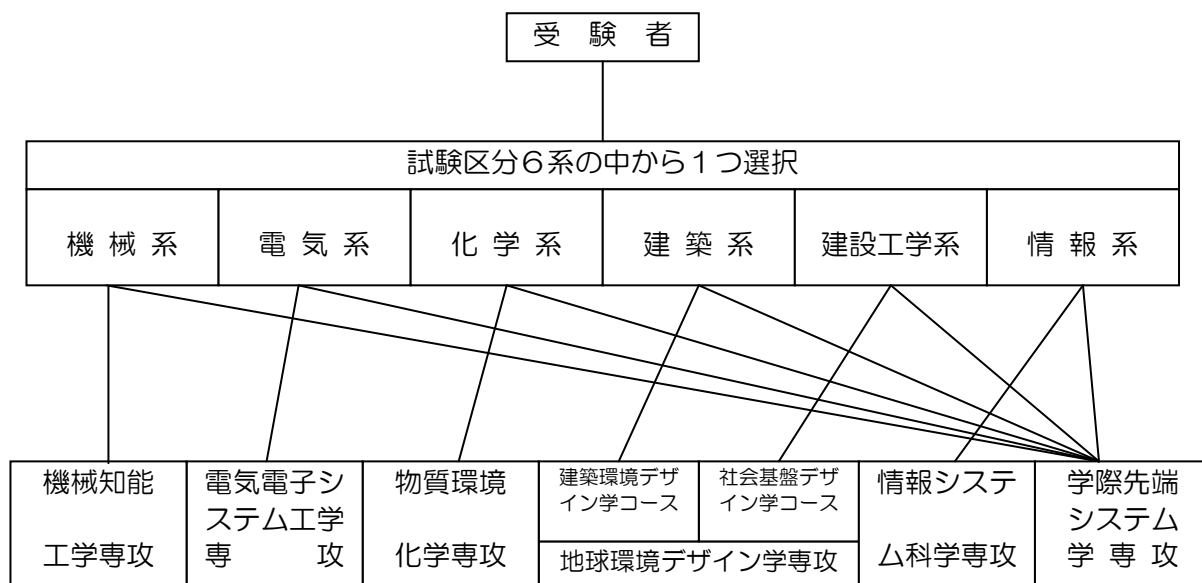 受 験 者
試験区分６系の中から１つ選択
機 械 系
電 気 系
化 学 系
建 築 系
建設工学系
情 報 系
機械知能
工学専攻
電気電子シ
ステム工学
専 攻
物質環境
化学専攻
建築環境デザ
イン学コース
社会基盤デザ
イン学コース
地球環境デザイン学専攻
情報システ
ム科学専攻
学際先端
システム
学 専 攻